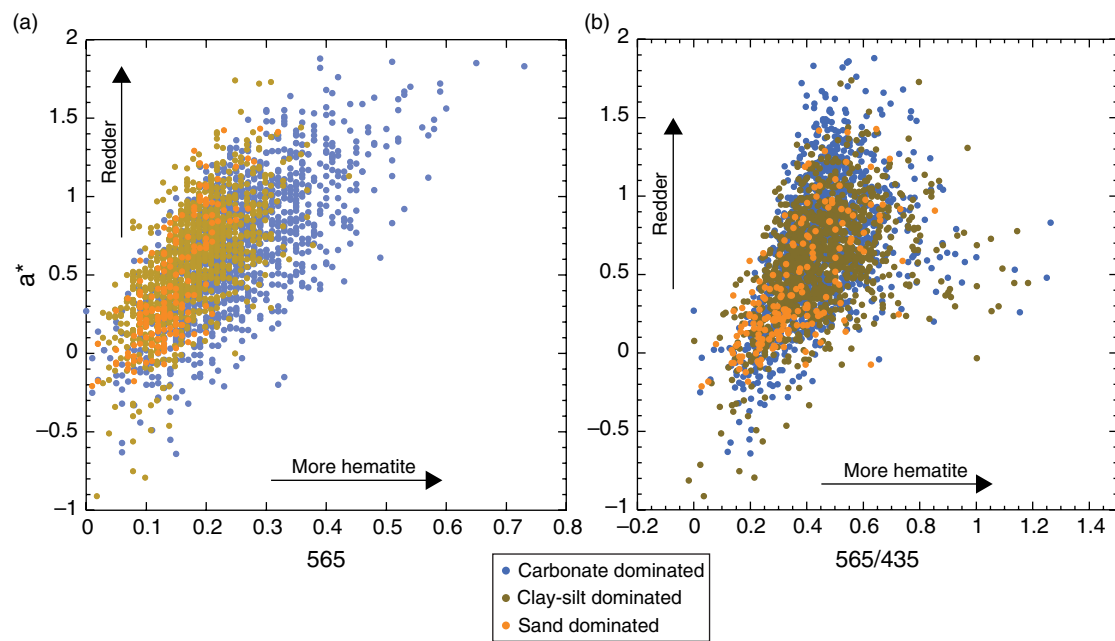 (a)
(b)
2
1.5
1
0.5
0
−0.5
−1
a*
Redder
More hematite
0 0.1 0.2 0.3 0.4 0.5 0.6 0.7 0.8
565
2
1.5
1
0.5
0
−0.5
−1
Redder
More hematite
−0.2 0 0.2 0.4 0.6 0.8 1 1.2 1.4
565/435
Carbonate dominated
Clay-silt dominated
Sand dominated